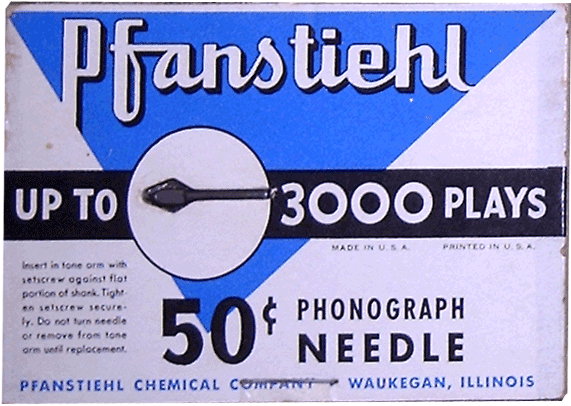 Pfanstiehl
UP TO 3000 PLAYS
MADE IN U.S.A. PRINTED IN U.S.A.
Insert in tone arm with
setscrew against flat
portion of shank. Tight-
en setscrew secure-
ly. Do not turn needle
or remove from tone
arm until replacement.
50¢ PHONOGRAPH
NEEDLE
PFANSTIEHL CHEMICAL COMPANY WAUKEGAN, ILLINOIS